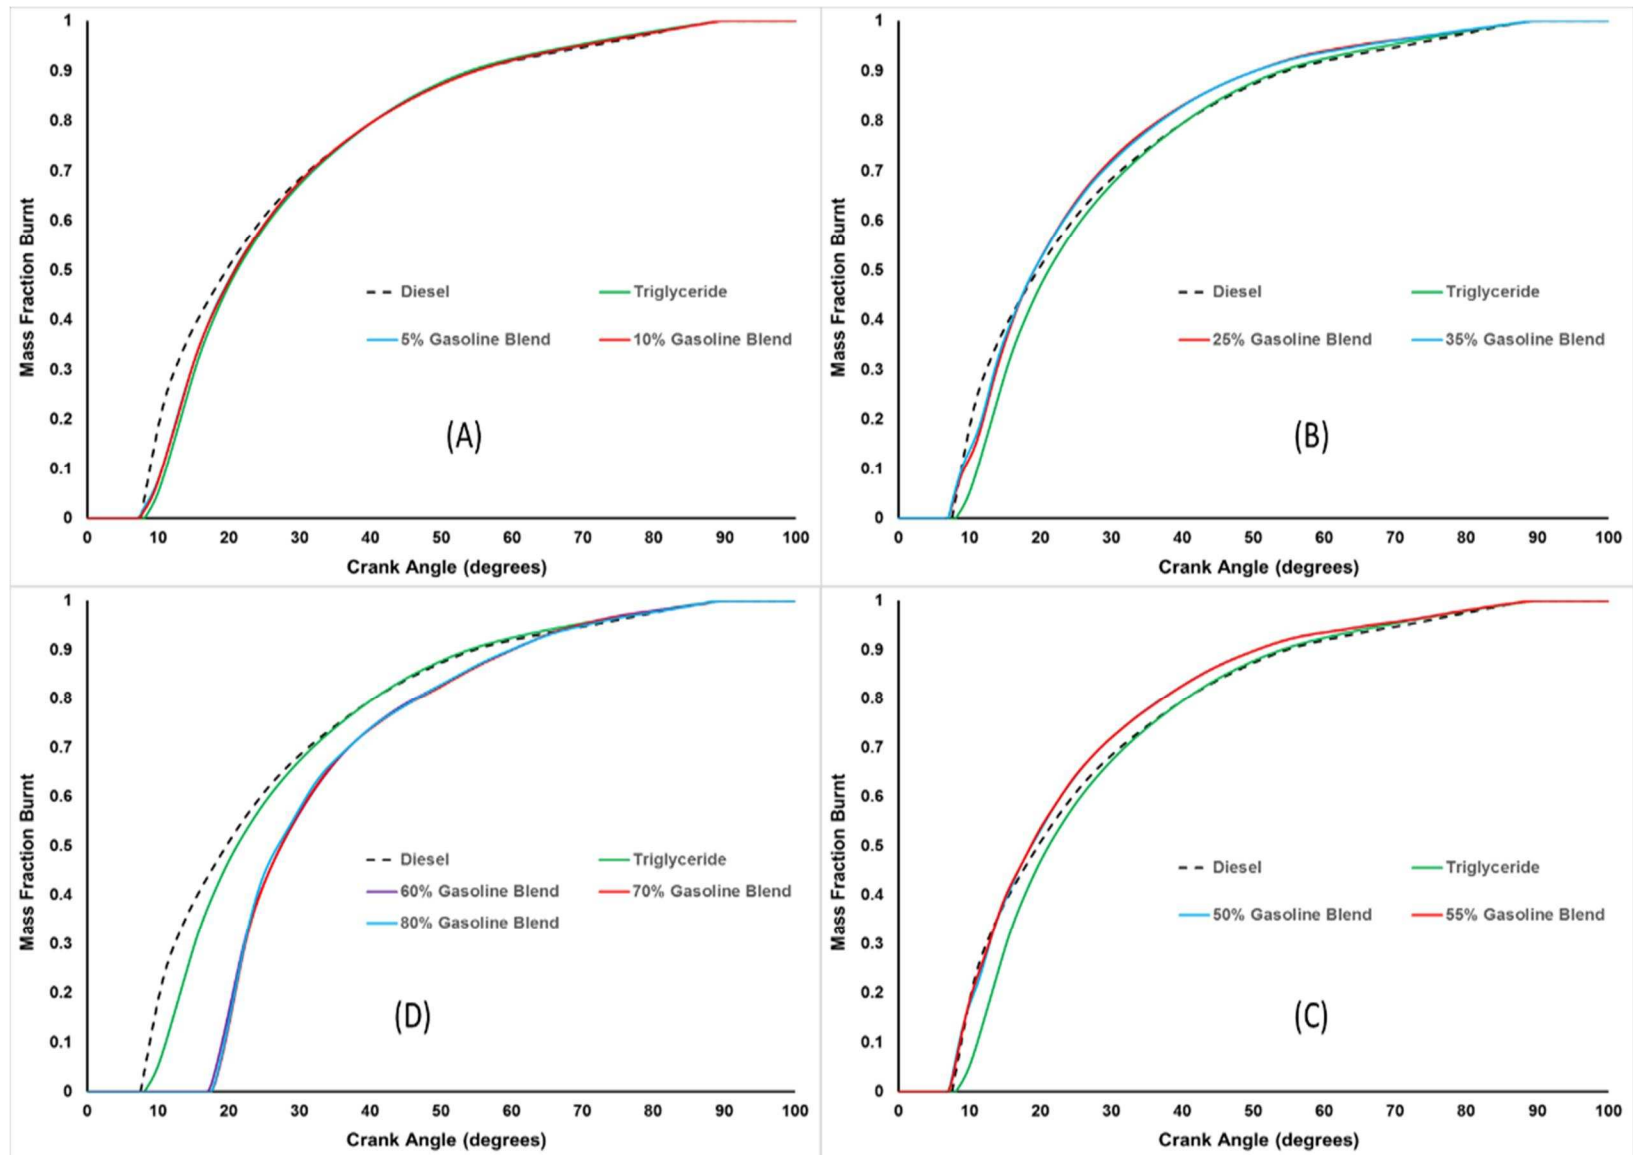 Mass Fraction Burnt
1
0.9
0.8
0.7
0.6
0.5
0.4
0.3
0.2
0.1
0
0 10 20 30 40 50 60 70 80 90 100
Crank Angle (degrees)
Diesel Triglyceride
5% Gasoline Blend 10% Gasoline Blend
(A)
Mass Fraction Burnt
1
0.9
0.8
0.7
0.6
0.5
0.4
0.3
0.2
0.1
0
0 10 20 30 40 50 60 70 80 90 100
Crank Angle (degrees)
Diesel Triglyceride
25% Gasoline Blend 35% Gasoline Blend
(B)
Mass Fraction Burnt
1
0.9
0.8
0.7
0.6
0.5
0.4
0.3
0.2
0.1
0
0 10 20 30 40 50 60 70 80 90 100
Crank Angle (degrees)
Diesel Triglyceride
60% Gasoline Blend 70% Gasoline Blend
80% Gasoline Blend
(D)
Mass Fraction Burnt
1
0.9
0.8
0.7
0.6
0.5
0.4
0.3
0.2
0.1
0
0 10 20 30 40 50 60 70 80 90 100
Crank Angle (degrees)
Diesel Triglyceride
50% Gasoline Blend 55% Gasoline Blend
(C)